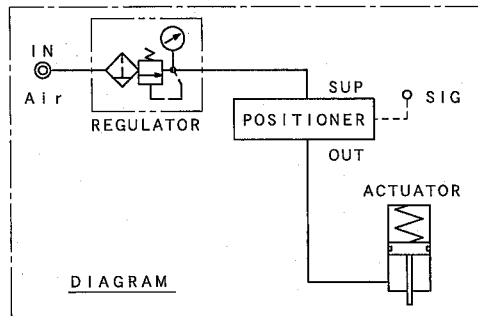 IN
Air
REGULATOR
SUP
SIG
POSITIONER
OUT
ACTUATOR
DIAGRAM